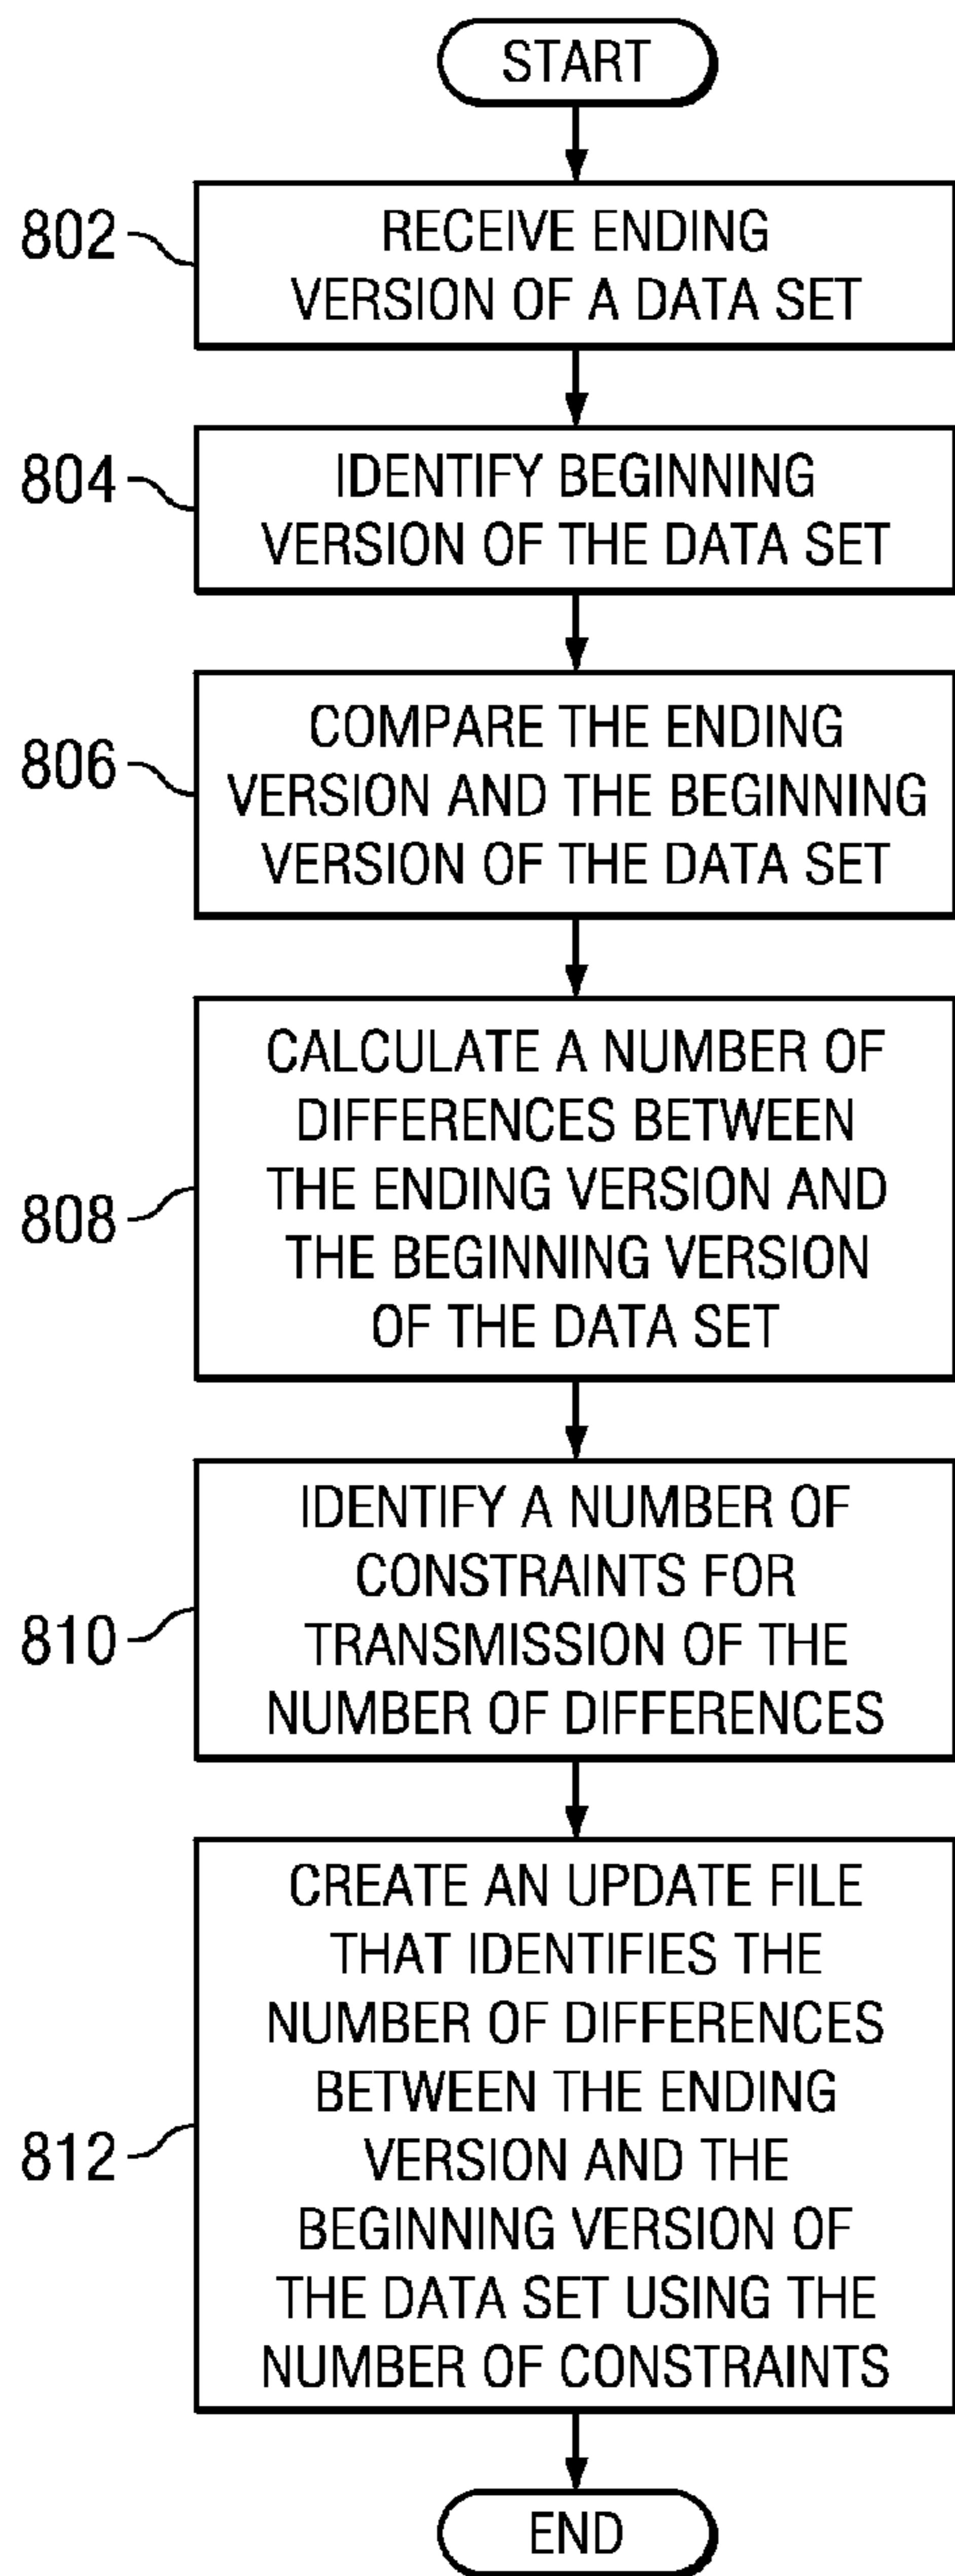 START
802
RECEIVE ENDING
VERSION OF A DATA SET
804
IDENTIFY BEGINNING
VERSION OF THE DATA SET
806
COMPARE THE ENDING
VERSION AND THE BEGINNING
VERSION OF THE DATA SET
808
CALCULATE A NUMBER OF
DIFFERENCES BETWEEN
THE ENDING VERSION AND
THE BEGINNING VERSION
OF THE DATA SET
810
IDENTIFY A NUMBER OF
CONSTRAINTS FOR
TRANSMISSION OF THE
NUMBER OF DIFFERENCES
812
CREATE AN UPDATE FILE
THAT IDENTIFIES THE
NUMBER OF DIFFERENCES
BETWEEN THE ENDING
VERSION AND THE
BEGINNING VERSION OF
THE DATA SET USING THE
NUMBER OF CONSTRAINTS
END